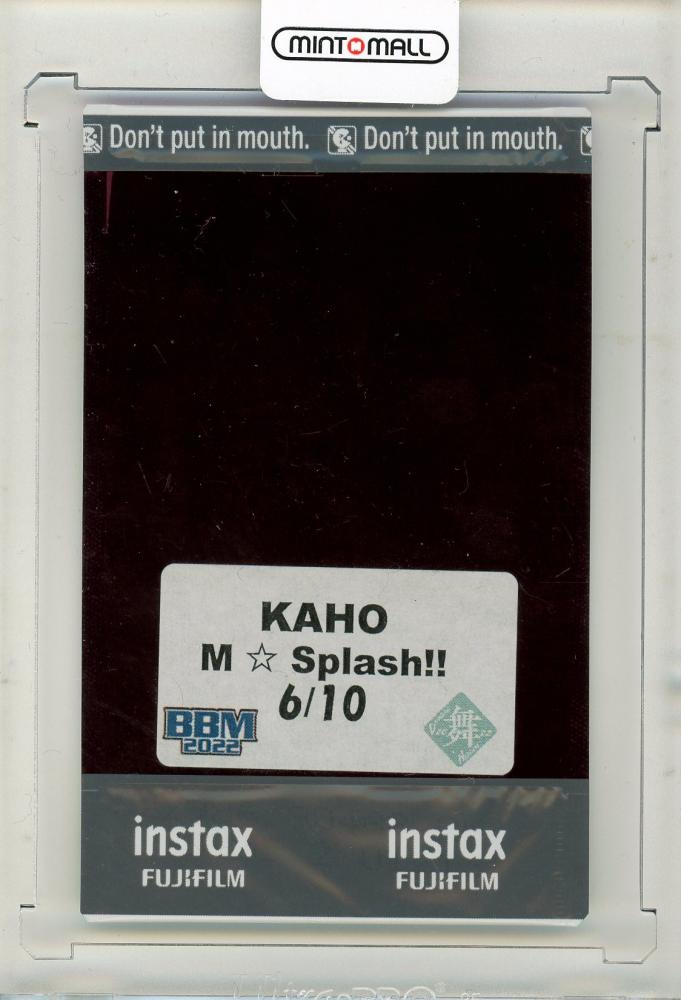 MINTOMALL
Don't put in mouth. Don't put in mouth.
KAHO
M ☆ Splash!!
6/10
BBM
2022
舞
instax instax
FUJIFILM FUJIFILM